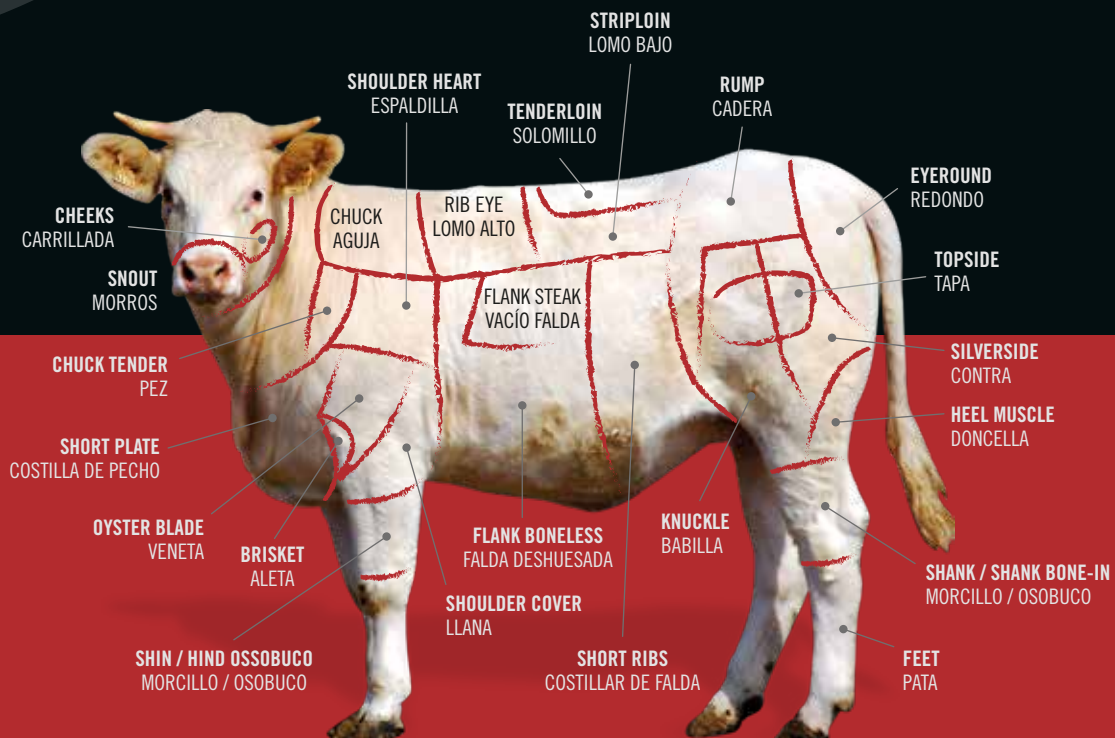 STRIPLOIN
LOMO BAJO
SHOULDER HEART
ESPALDILLA
TENDERLOIN
SOLOMILLO
RUMP
CADERA
EYEROUND
REDONDO
CHEEKS
CARRILLADA
CHUCK
AGUJA
RIB EYE
LOMO ALTO
SNOUT
MORROS
TOPSIDE
TAPA
FLANK STEAK
VACÍO FALDA
CHUCK TENDER
PEZ
SILVERSIDE
CONTRA
HEEL MUSCLE
DONCELLA
SHORT PLATE
COSTILLA DE PECHO
OYSTER BLADE
VENETA
BRISKET
ALETA
FLANK BONELESS
FALDA DESHUESADA
KNUCKLE
BABILLA
SHANK / SHANK BONE-IN
MORCILLO / OSOBUCO
SHOULDER COVER
LLANA
SHIN / HIND OSSOBUCO
MORCILLO / OSOBUCO
SHORT RIBS
COSTILLAR DE FALDA
FEET
PATA